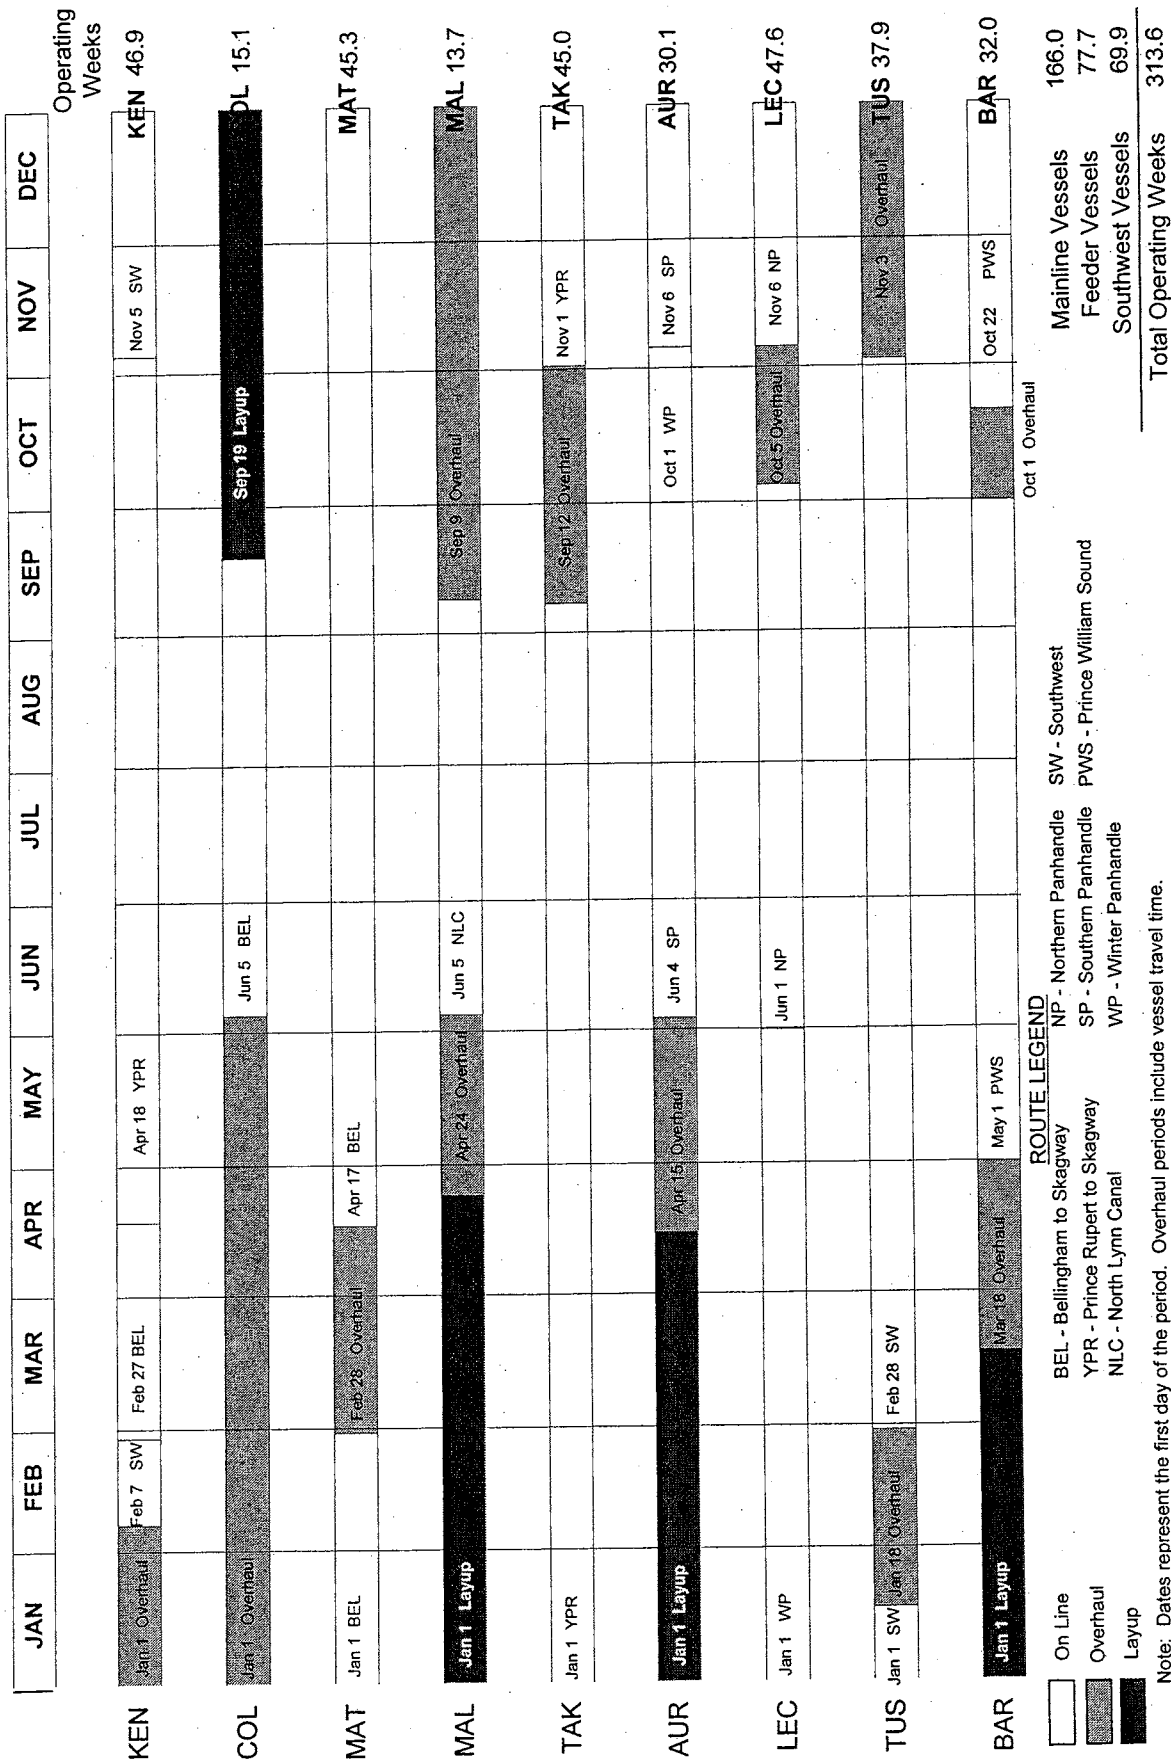 JAN FEB MAR APR MAY JUN JUL AUG SEP OCT NOV DEC
Operating
Weeks
KEN Jan 1 Overhaul Feb 7 SW Feb 27 BEL Apr 18 YPR Nov 5 SW KEN 46.9
COL Jan 1 Overhaul Jun 5 BEL Sep 19 Layup OL 15.1
MAT Jan 1 BEL Feb 28 Overhaul Apr 17 BEL MAT 45.3
MAL Jan 1 Layup Apr 24 Overhaul Jun 5 NLC Sep 9 Overhaul MAL 13.7
TAK Jan 1 YPR Sep 12 Overhaul Nov 1 YPR TAK 45.0
AUR Jan 1 Layup Apr 15 Overhaul Jun 4 SP Oct 1 WP Nov 6 SP AUR 30.1
LEC Jan 1 WP Jun 1 NP Oct 5 Overhaul Nov 6 NP LEC 47.6
TUS Jan 1 SW Jan 18 Overhaul Feb 28 SW Nov 3 Overhaul TUS 37.9
BAR Jan 1 Layup Mar 18 Overhaul May 1 PWS Oct 22 PWS BAR 32.0
Oct 1 Overhaul
ROUTE LEGEND
On Line
Overhaul
Layup
BEL - Bellingham to Skagway
YPR - Prince Rupert to Skagway
NLC - North Lynn Canal
NP - Northern Panhandle
SP - Southern Panhandle
WP - Winter Panhandle
SW - Southwest
PWS - Prince William Sound
Mainline Vessels 166.0
Feeder Vessels 77.7
Southwest Vessels 69.9
Total Operating Weeks 313.6
Note: Dates represent the first day of the period. Overhaul periods include vessel travel time.